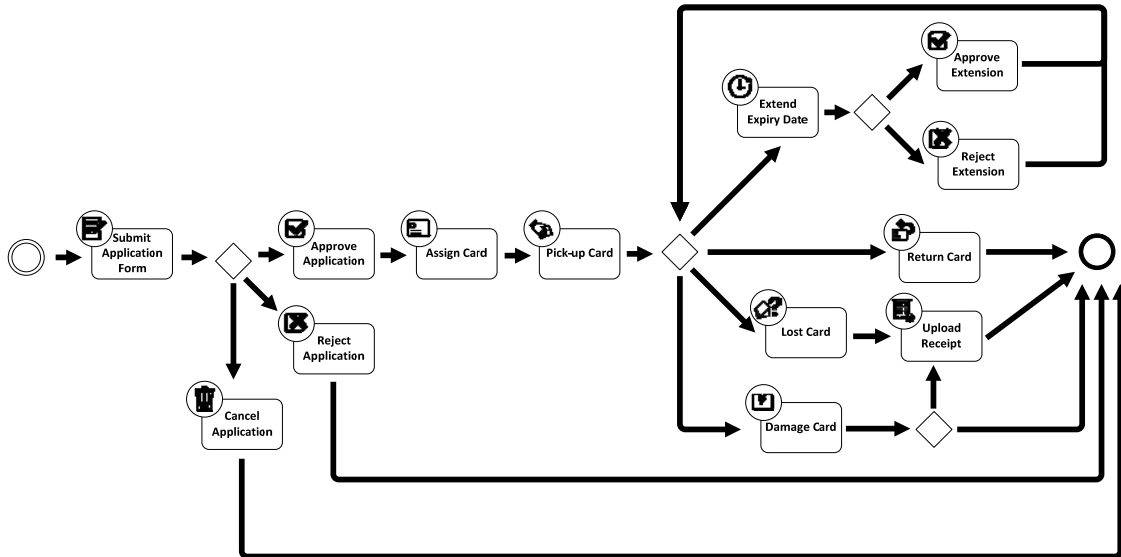 Approve
Extension
Extend
Expiry Date
Reject
Extension
Submit
Application
Form
Approve
Application
Assign Card
Pick-up Card
Return Card
Reject
Application
Lost Card
Upload
Receipt
Cancel
Application
Damage Card